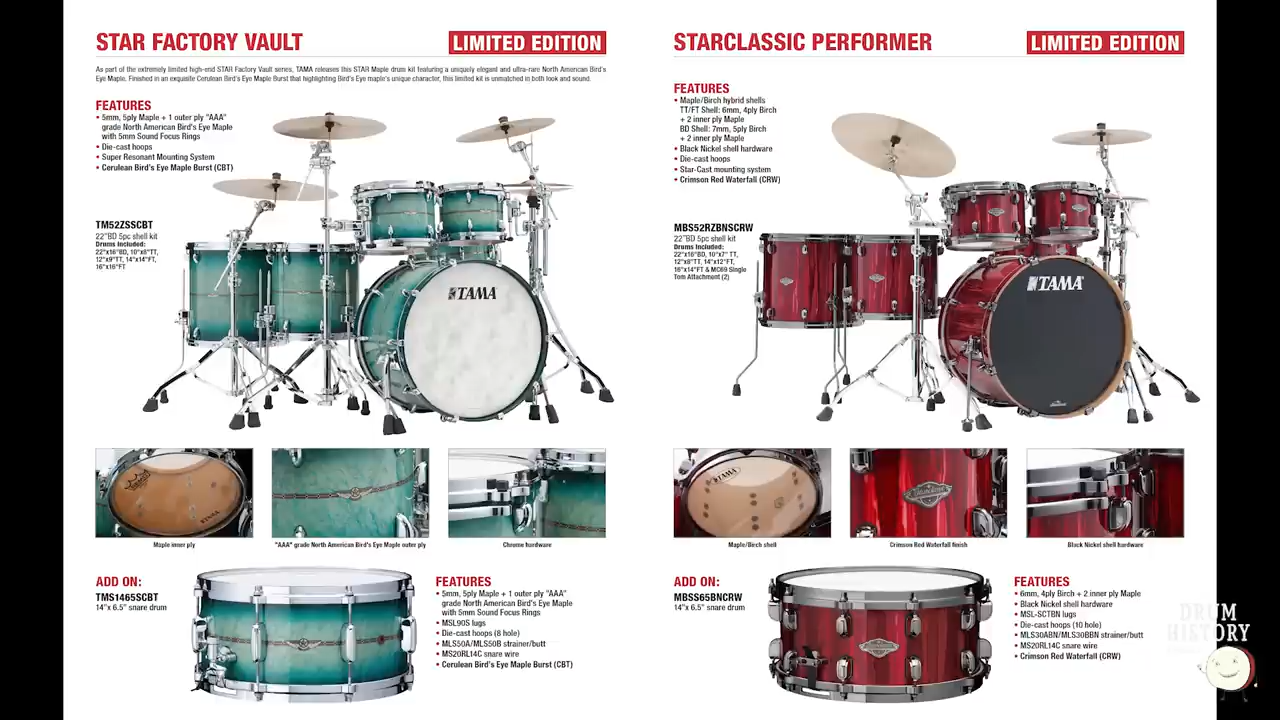 STAR FACTORY VAULT
LIMITED EDITION
As part of the extremely limited high-end STAR Factory Vault series, TAMA releases this STAR Maple drum kit featuring a uniquely elegant and ultra-rare North American Bird's
Eye Maple. Finished in an exquisite Cerulean Bird's Eye Maple Burst that highlighting Bird's Eye maple's unique character, this limited kit is unmatched in both look and sound.
FEATURES
• 5mm, 5ply Maple + 1 outer ply "AAA"
grade North American Bird's Eye Maple
with 5mm Sound Focus Rings
• Die-cast hoops
• Super Resonant Mounting System
• Cerulean Bird's Eye Maple Burst (CBT)
TM52ZSSCBT
22"BD 5pc shell kit
Drums Included:
22"x16"BD, 10"x8"TT,
12"x9"TT, 14"x14"FT,
16"x16"FT
TAMA
Maple inner ply
"AAA" grade North American Bird's Eye Maple outer ply
Chrome hardware
ADD ON:
TMS1465SCBT
14"x 6.5" snare drum
FEATURES
• 5mm, 5ply Maple + 1 outer ply "AAA"
grade North American Bird's Eye Maple
with 5mm Sound Focus Rings
• MSL90S lugs
• Die-cast hoops (8 hole)
• MLS50A/MLS50B strainer/butt
• MS20RL14C snare wire
• Cerulean Bird's Eye Maple Burst (CBT)
STARCLASSIC PERFORMER
LIMITED EDITION
FEATURES
• Maple/Birch hybrid shells
TT/FT Shell: 6mm, 4ply Birch
+ 2 inner ply Maple
BD Shell: 7mm, 5ply Birch
+ 2 inner ply Maple
• Black Nickel shell hardware
• Die-cast hoops
• Star-Cast mounting system
• Crimson Red Waterfall (CRW)
MBS52RZBNSCRW
22"BD 5pc shell kit
Drums Included:
22"x16"BD, 10"x7" TT,
12"x8"TT, 14"x12"FT,
16"x14"FT & MC69 Single
Tom Attachment (2)
TAMA
TAMA
Maple/Birch shell
Crimson Red Waterfall finish
Black Nickel shell hardware
ADD ON:
MBSS65BNCRW
14"x 6.5" snare drum
FEATURES
• 6mm, 4ply Birch + 2 inner ply Maple
• Black Nickel shell hardware
• MSL-SCTBN lugs
• Die-cast hoops (10 hole)
• MLS30ABN/MLS30BBN strainer/butt
• MS20RL14C snare wire
• Crimson Red Waterfall (CRW)
DRUM
HISTORY